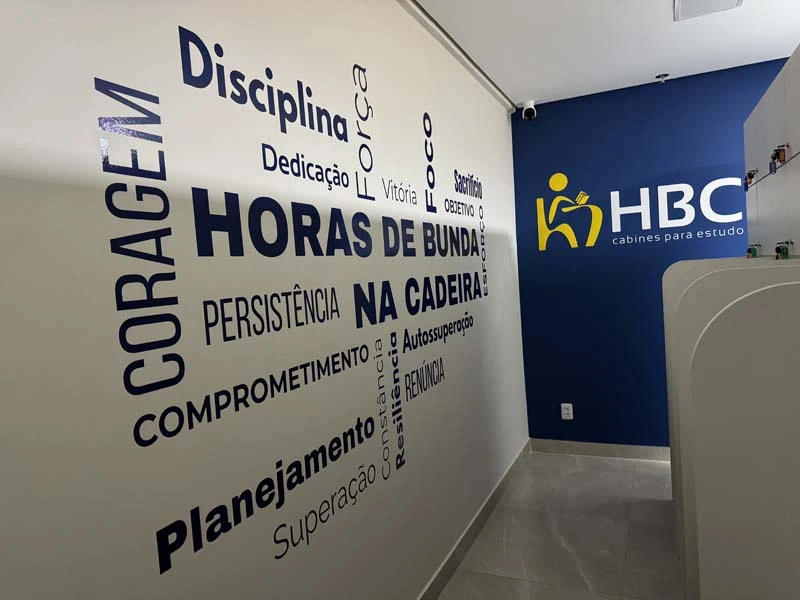 Disciplina
Força
CORAGEM
Dedicação
Vitória
Foco
Sacrifício
OBJETIVO
HORAS DE BUNDA
ESFORÇO
PERSISTÊNCIA
NA CADEIRA
COMPROMETIMENTO
Constância
Resiliência
Autossuperação
RENÚNCIA
Planejamento
Superação
HBC
cabines para estudo